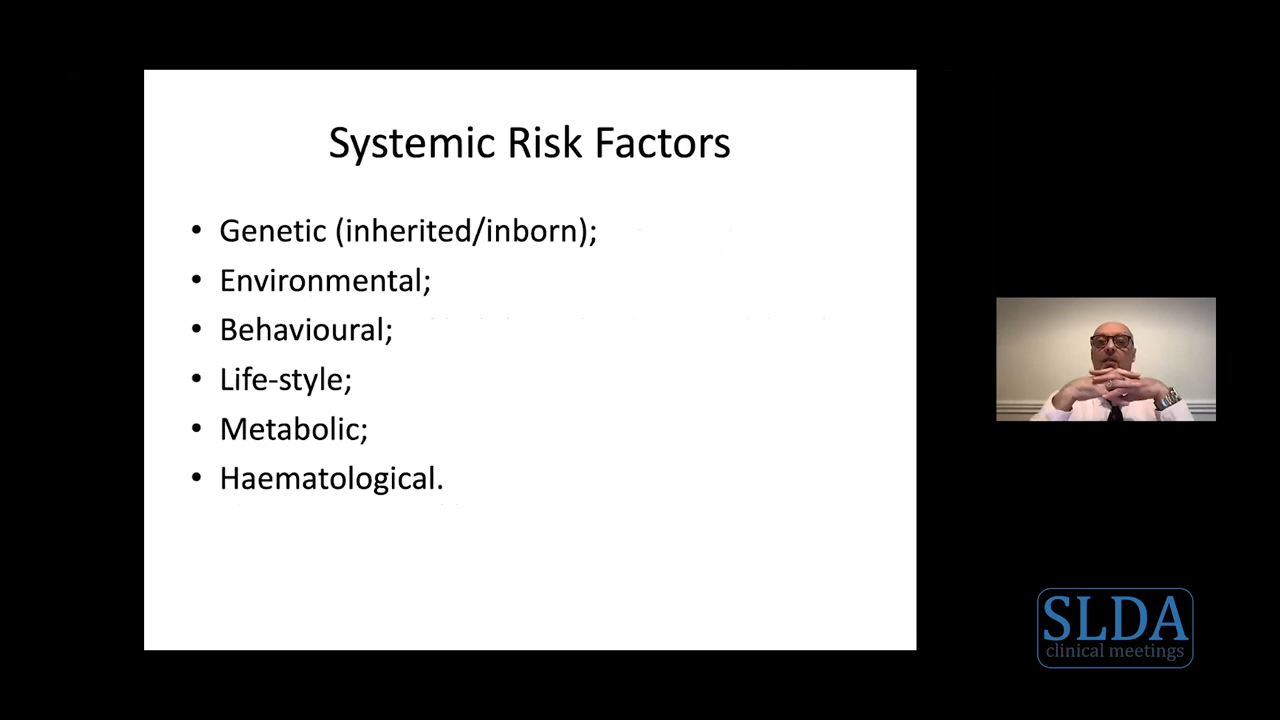 Systemic Risk Factors
• Genetic (inherited/inborn);
• Environmental;
• Behavioural;
• Life-style;
• Metabolic;
• Haematological.
SLDA
clinical meetings